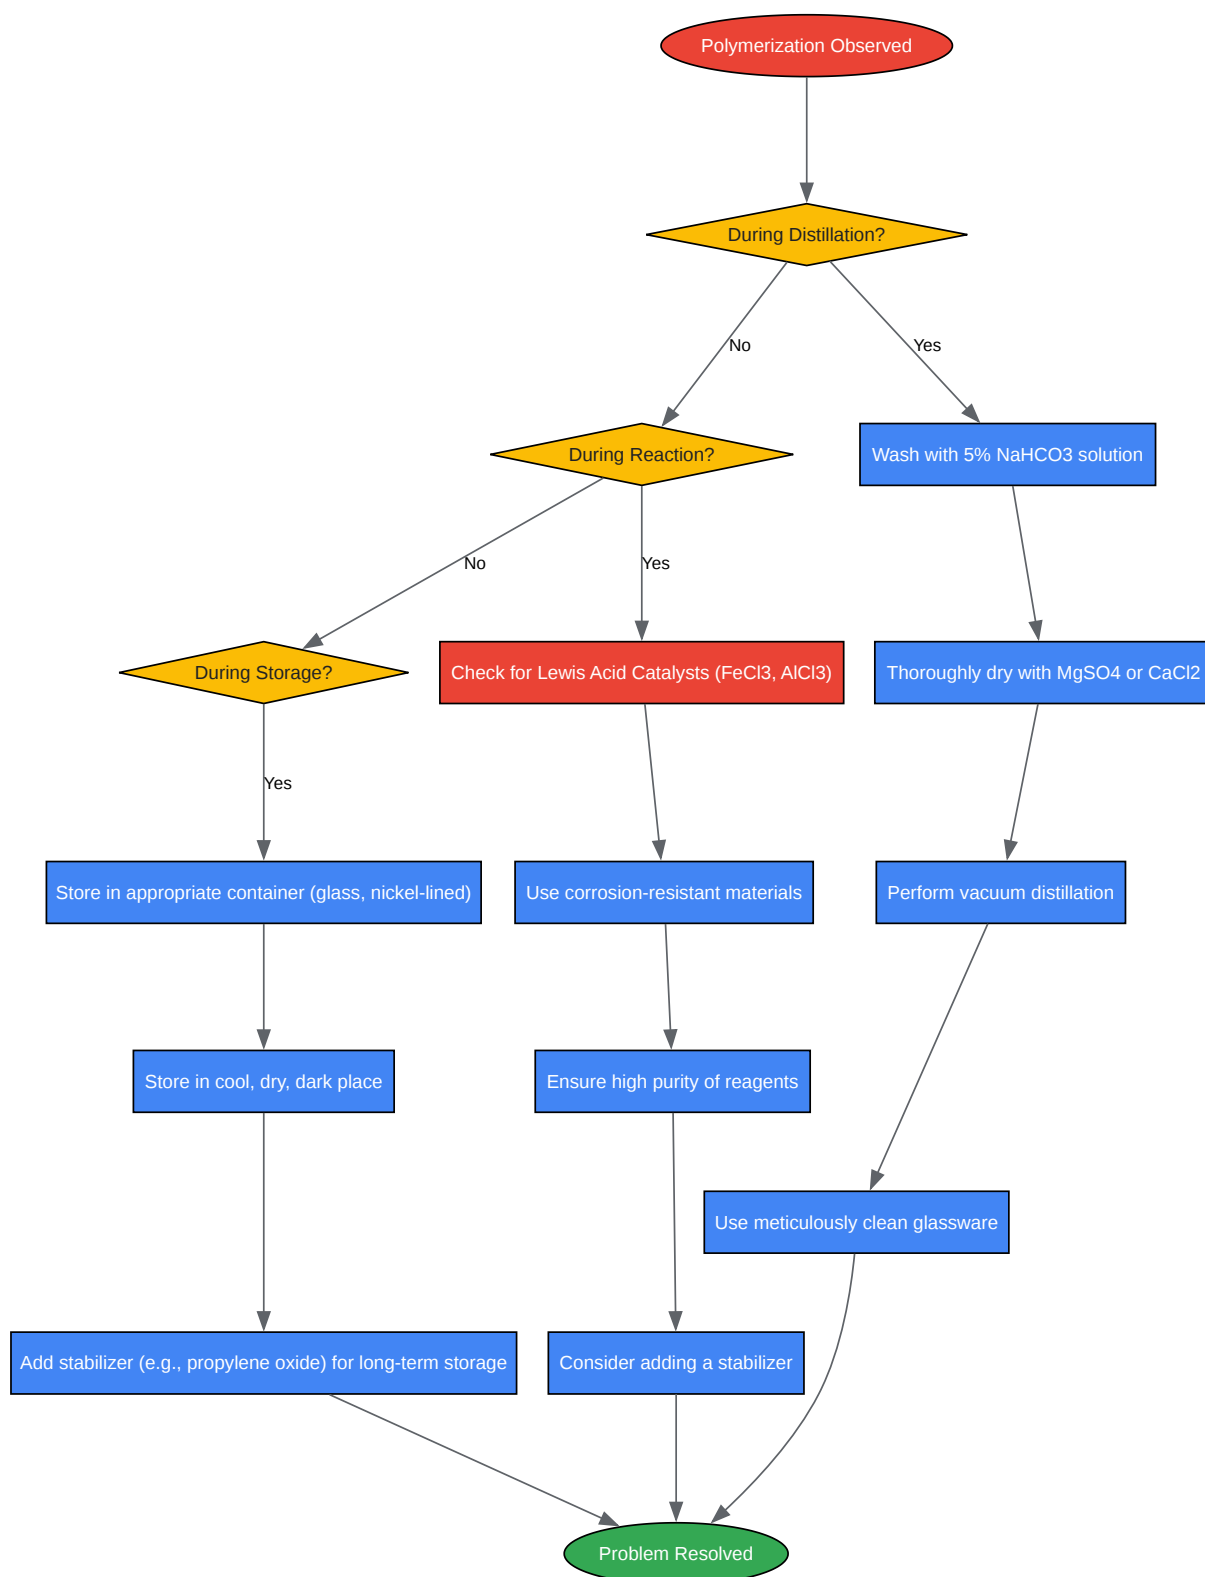 Polymerization Observed
During Distillation?
No
Yes
During Reaction?
Wash with 5% NaHCO3 solution
No
Yes
During Storage?
Check for Lewis Acid Catalysts (FeCl3, AlCl3)
Thoroughly dry with MgSO4 or CaCl2
Yes
Store in appropriate container (glass, nickel-lined)
Use corrosion-resistant materials
Perform vacuum distillation
Store in cool, dry, dark place
Ensure high purity of reagents
Use meticulously clean glassware
Add stabilizer (e.g., propylene oxide) for long-term storage
Consider adding a stabilizer
Problem Resolved